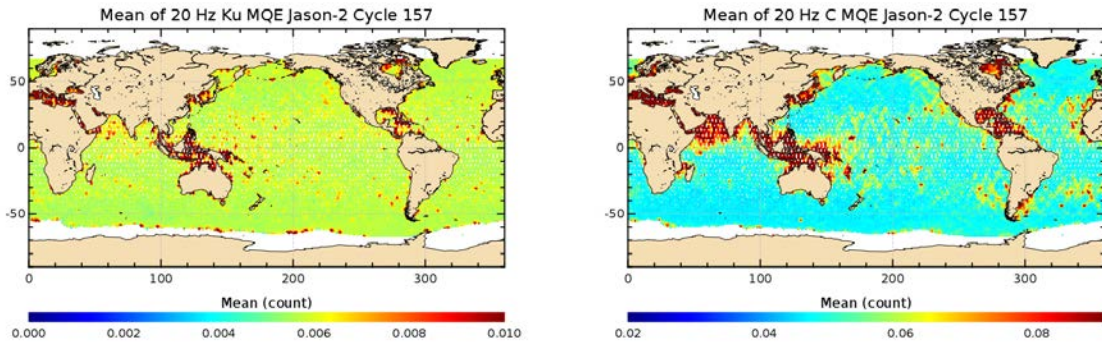 Mean of 20 Hz Ku MQE Jason-2 Cycle 157
50
0
-50
0 100 200 300
Mean (count)
0.000 0.002 0.004 0.006 0.008 0.010
Mean of 20 Hz C MQE Jason-2 Cycle 157
50
0
-50
0 100 200 300
Mean (count)
0.02 0.04 0.06 0.08